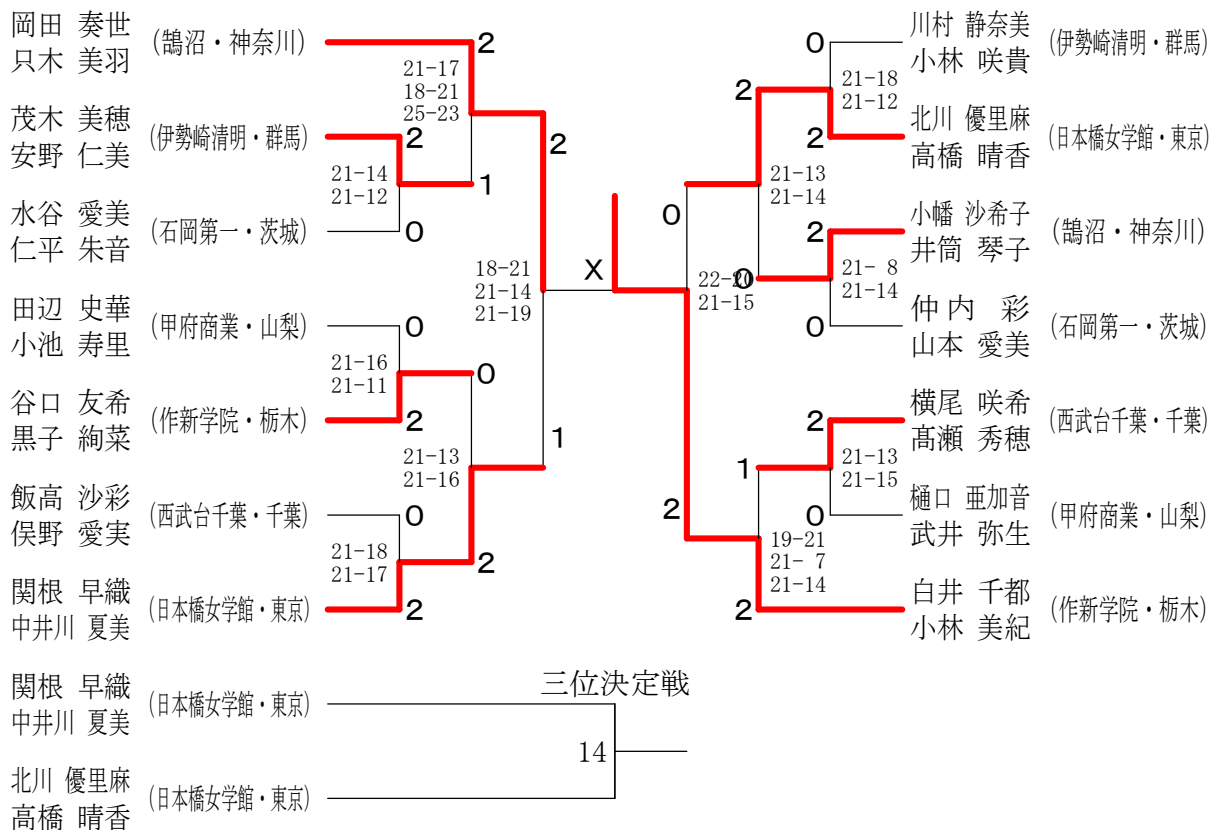 岡田 奏世
只木 美羽
(鵠沼・神奈川)
2
21-17
18-21
25-23
茂木 美穂
安野 仁美
(伊勢崎清明・群馬)
2
21-14
21-12
1
2
水谷 愛美
仁平 朱音
(石岡第一・茨城)
0
18-21
21-14
21-19
田辺 史華
小池 寿里
(甲府商業・山梨)
0
21-16
21-11
0
谷口 友希
黒子 絢菜
(作新学院・栃木)
2
21-13
21-16
1
飯高 沙彩
俣野 愛実
(西武台千葉・千葉)
0
21-18
21-17
2
関根 早織
中井川 夏美
(日本橋女学館・東京)
2
X
川村 静奈美
小林 咲貴
(伊勢崎清明・群馬)
0
21-18
21-12
2
北川 優里麻
高橋 晴香
(日本橋女学館・東京)
2
21-13
21-14
0
小幡 沙希子
井筒 琴子
(鵠沼・神奈川)
2
21- 8
21-14
0
22-20
21-15
仲内 彩
山本 愛美
(石岡第一・茨城)
0
横尾 咲希
髙瀬 秀穂
(西武台千葉・千葉)
2
21-13
21-15
1
樋口 亜加音
武井 弥生
(甲府商業・山梨)
0
2
19-21
21- 7
21-14
白井 千都
小林 美紀
(作新学院・栃木)
2
三位決定戦
関根 早織
中井川 夏美
(日本橋女学館・東京)
14
北川 優里麻
高橋 晴香
(日本橋女学館・東京)